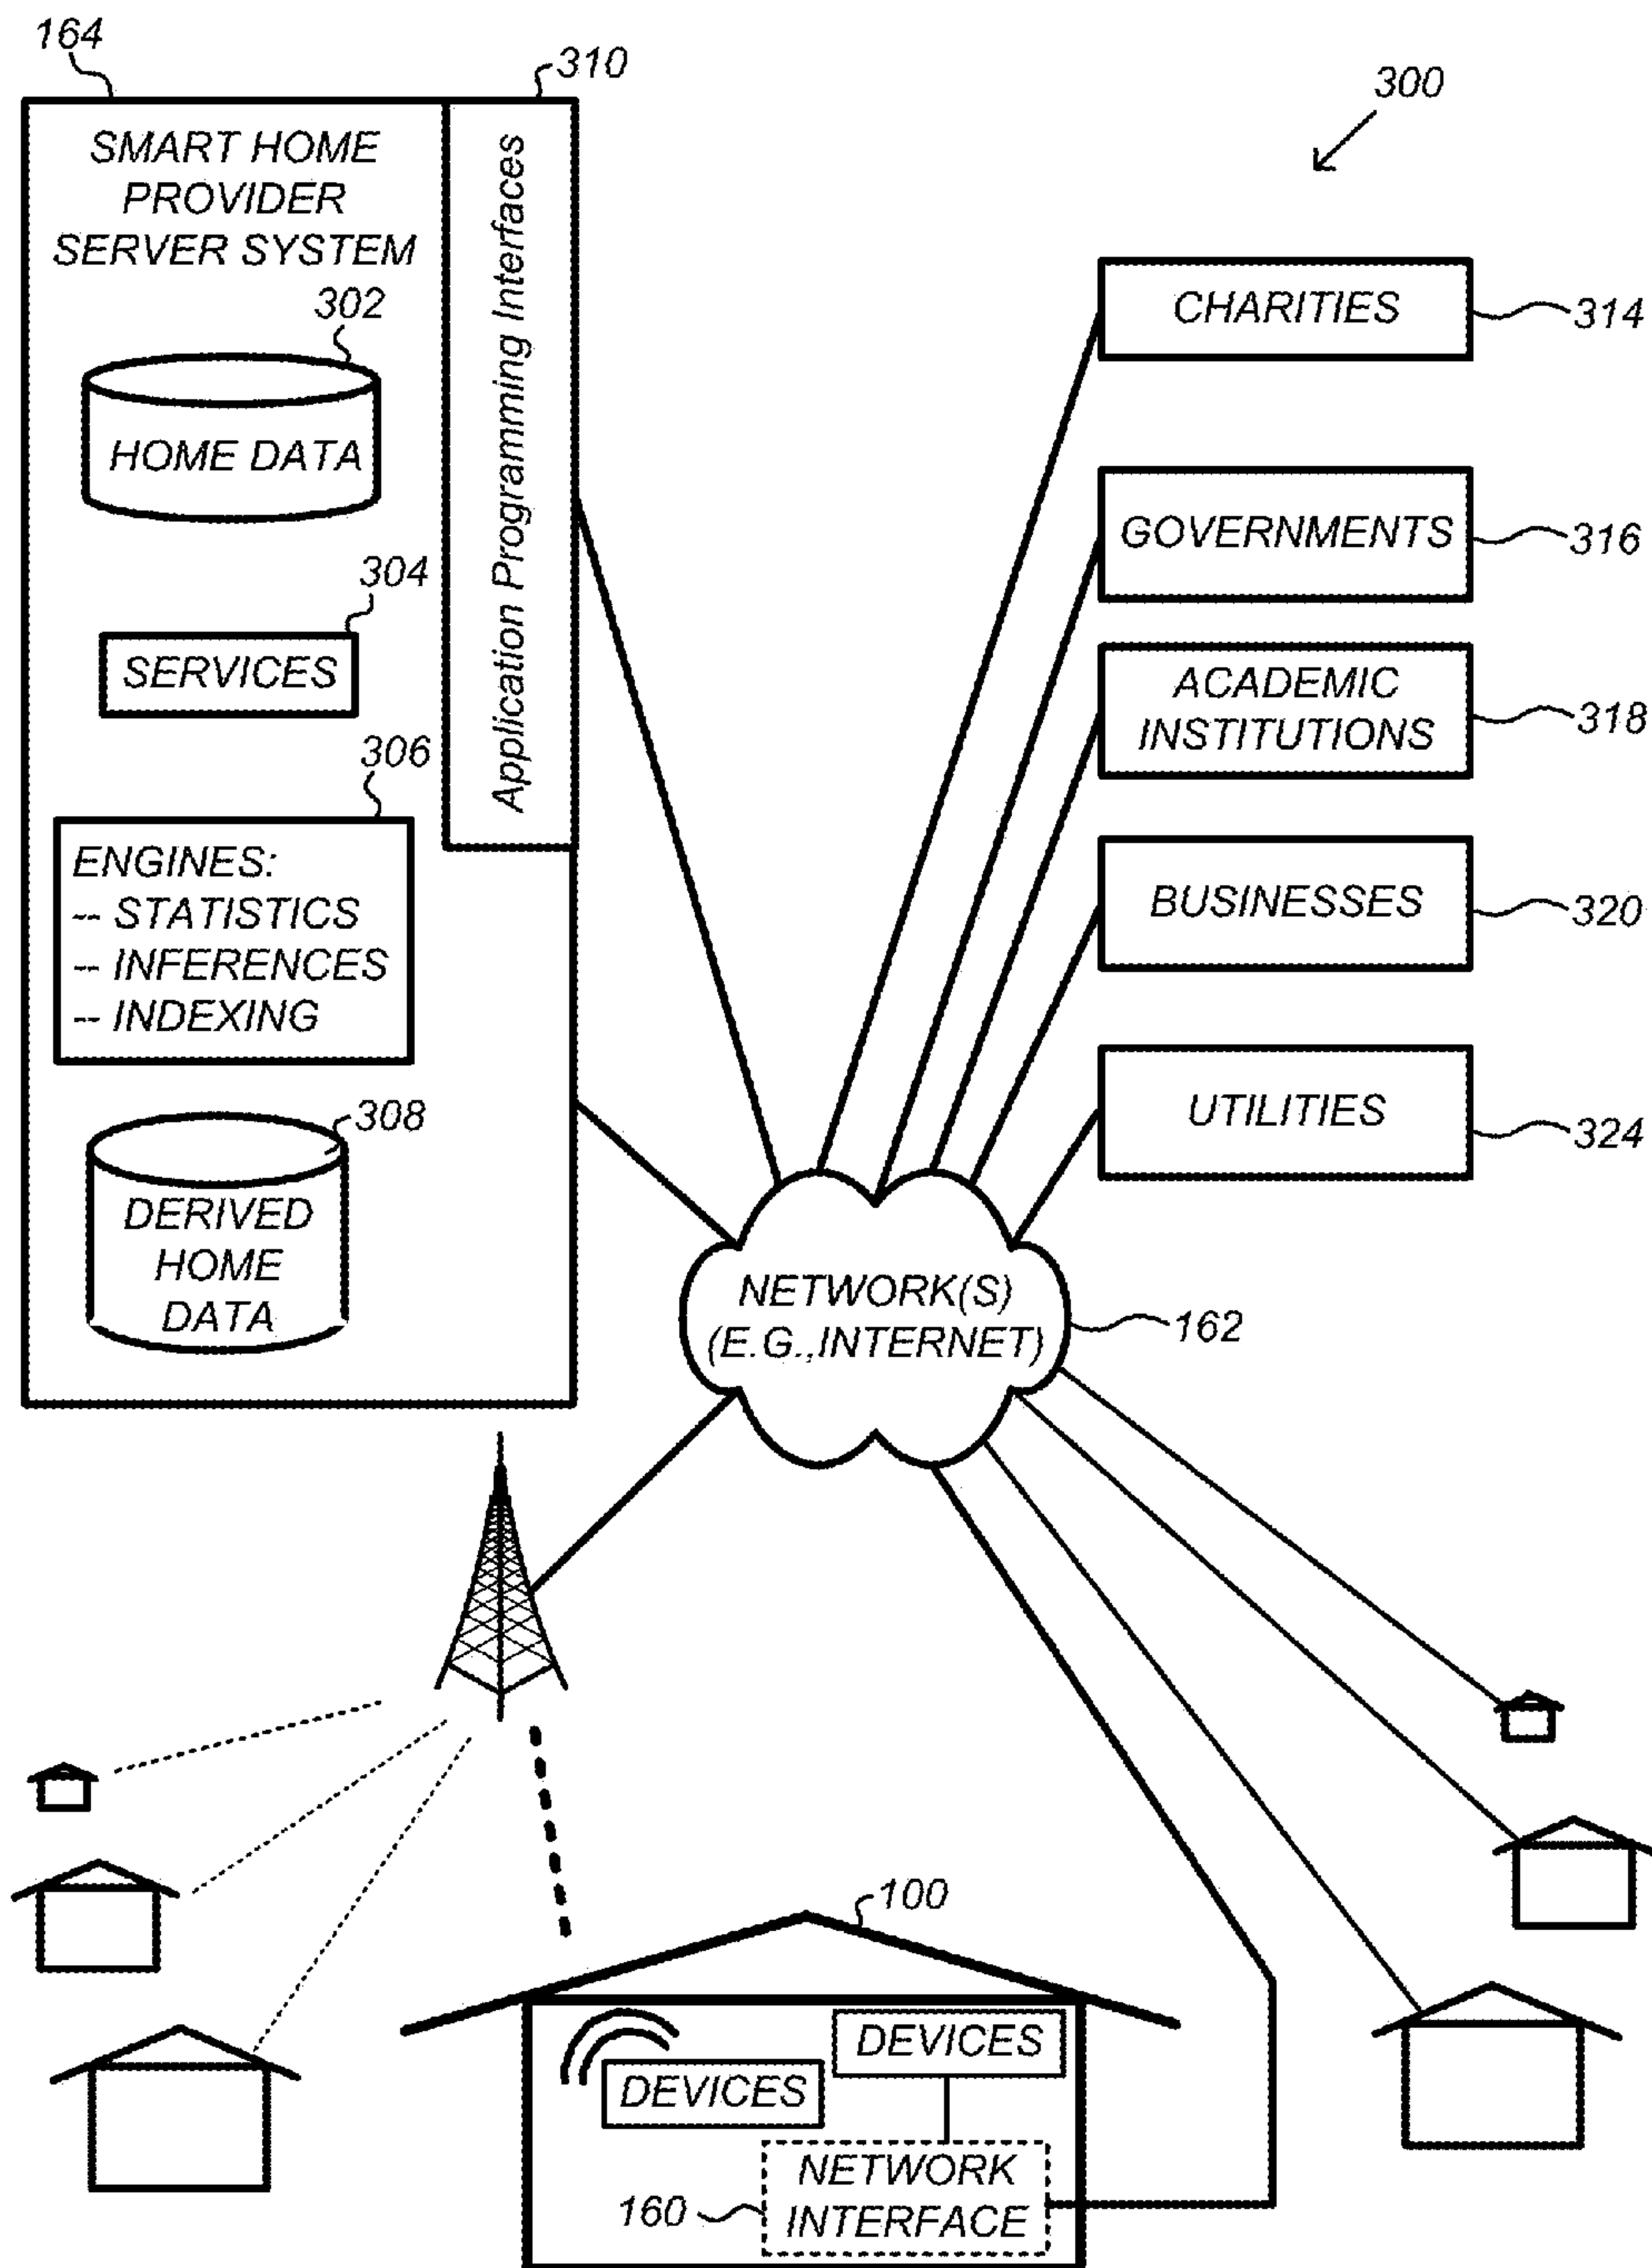 164
310
300
SMART HOME
PROVIDER
SERVER SYSTEM
Application Programming Interfaces
302
HOME DATA
304
SERVICES
306
ENGINES:
-- STATISTICS
-- INFERENCES
-- INDEXING
308
DERIVED
HOME
DATA
CHARITIES
314
GOVERNMENTS
316
ACADEMIC
INSTITUTIONS
318
BUSINESSES
320
UTILITIES
324
NETWORK(S)
(E.G.,INTERNET)
162
100
DEVICES
DEVICES
NETWORK
INTERFACE
160